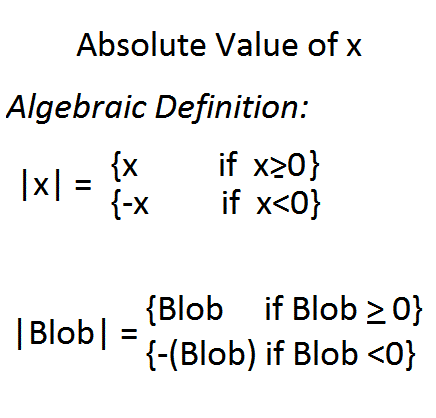 Absolute Value of x
Algebraic Definition:
|x| = {x if x≥0}
{-x if x<0}
|Blob| = {Blob if Blob ≥ 0}
{-(Blob) if Blob <0}